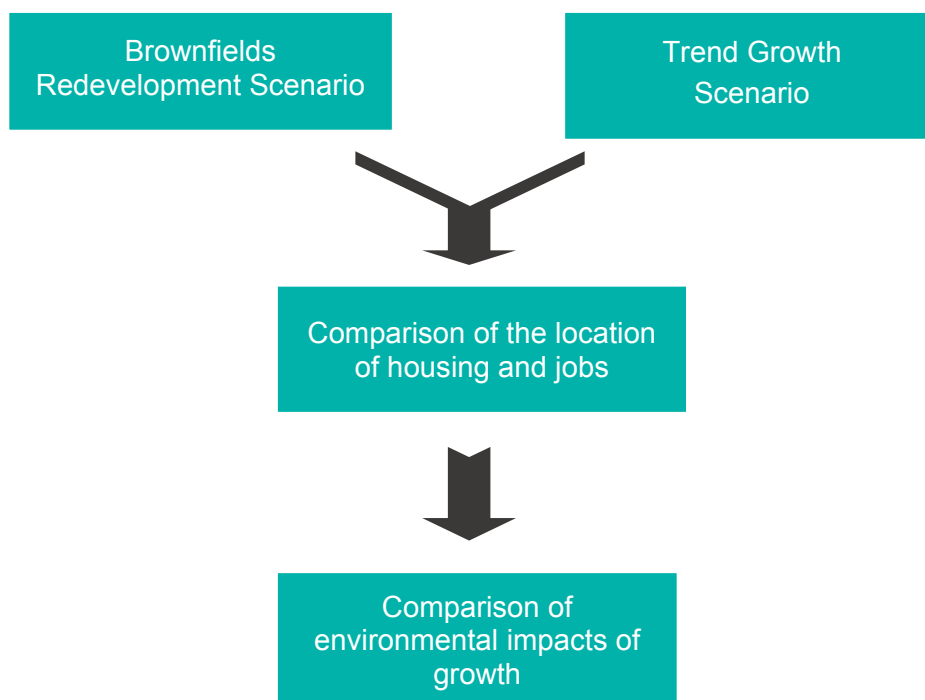 Brownfields
Redevelopment Scenario
Trend Growth
Scenario
Comparison of the location
of housing and jobs
Comparison of
environmental impacts of
growth